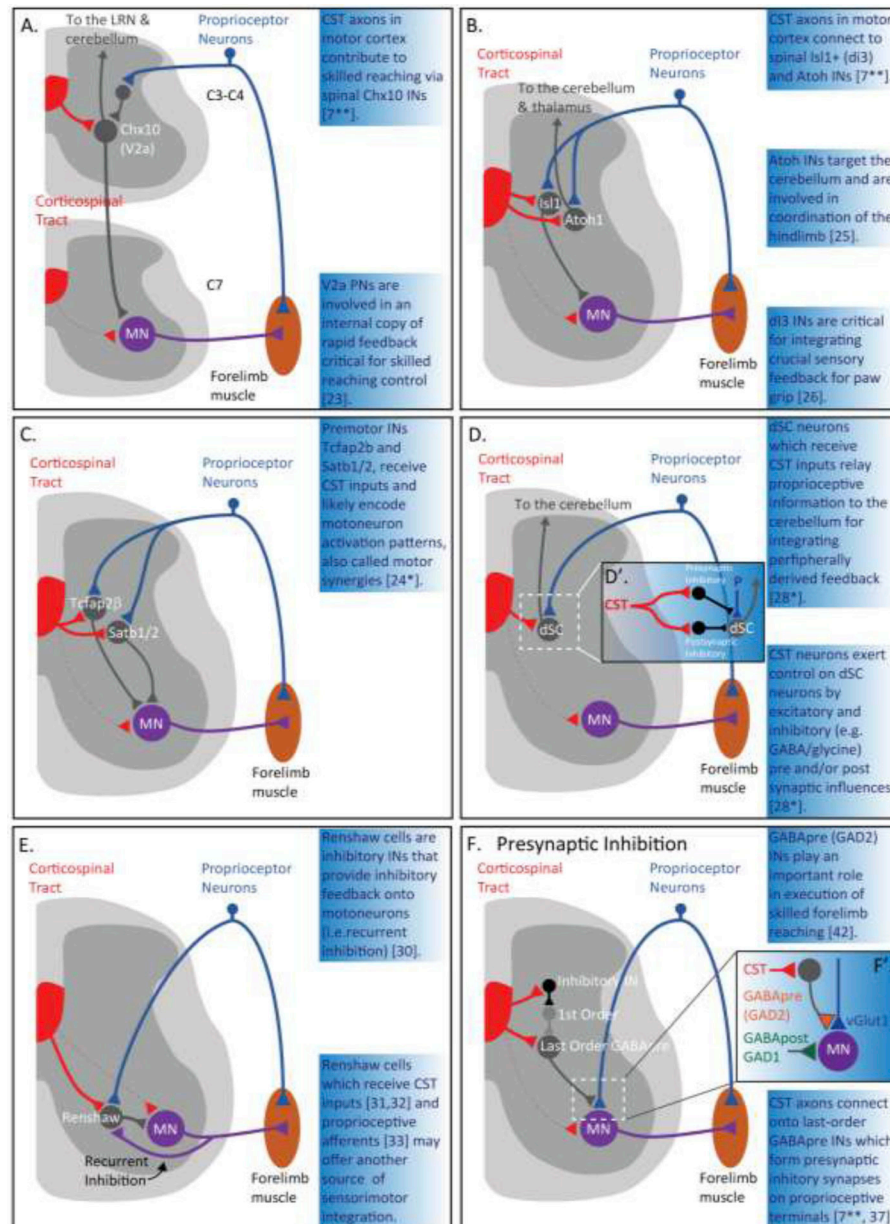 A.
To the LRN &
cerebellum
Proprioceptor
Neurons
C3-C4
Chx10
(V2a)
Corticospinal
Tract
C7
MN
Forelimb
muscle
CST axons in
motor cortex
contribute to
skilled reaching via
spinal Chx10 INs
[7**].
V2a PNs are
involved in an
internal copy of
rapid feedback
critical for skilled
reaching control
[23].
B.
Corticospinal
Tract
Proprioceptor
Neurons
To the cerebellum
& thalamus
Isl1
Atoh1
MN
Forelimb
muscle
CST axons in motor
cortex connect to
spinal Isl1+ (di3)
and Atoh INs [7**].
Atoh INs target the
cerebellum and are
involved in
coordination of the
hindlimb [25].
dI3 INs are critical
for integrating
crucial sensory
feedback for paw
grip [26].
C.
Corticospinal
Tract
Proprioceptor
Neurons
Tcfap2β
Satb1/2
MN
Forelimb
muscle
Premotor INs
Tcfap2b and
Satb1/2, receive
CST inputs and
likely encode
motoneuron
activation patterns,
also called motor
synergies [24*].
D.
Corticospinal
Tract
Proprioceptor
Neurons
To the cerebellum
dSC
MN
Forelimb
muscle
D'.
Presynaptic
Inhibitory
P
CST
dSC
Postsynaptic
Inhibitory
dSC neurons
which receive
CST inputs relay
proprioceptive
information to the
cerebellum for
integrating
perfipherally
derived feedback
[28*].
CST neurons exert
control on dSC
neurons by
excitatory and
inhibitory (e.g.
GABA/glycine)
pre and/or post
synaptic influences
[28*].
E.
Corticospinal
Tract
Proprioceptor
Neurons
Renshaw
MN
Recurrent
Inhibition
Forelimb
muscle
Renshaw cells are
inhibitory INs that
provide inhibitory
feedback onto
motoneurons
(i.e.recurrent
inhibition) [30].
Renshaw cells
which receive CST
inputs [31,32] and
proprioceptive
afferents [33] may
offer another
source of
sensorimotor
integration.
F. Presynaptic Inhibition
Corticospinal
Tract
Proprioceptor
Neurons
Inhibitory IN
1st Order
Last Order GABApre
MN
Forelimb
muscle
F'
CST
GABApre
(GAD2)
vGlut1
GABApost
GAD1
MN
GABApre (GAD2)
INs play an
important role
in execution of
skilled forelimb
reaching [42].
CST axons connect
onto last-order
GABApre INs which
form presynaptic
inhitory synapses
on proprioceptive
terminals [7**, 37].